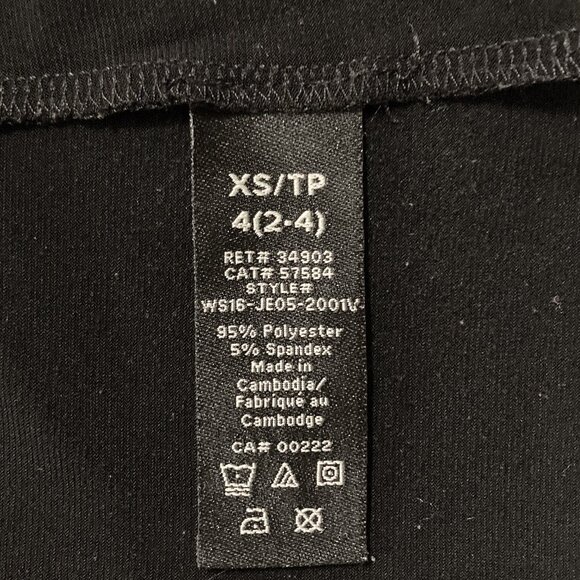 XS/TP
4(2-4)
RET# 34903
CAT# 57584
STYLE#
WS16-JE05-2001V-
95% Polyester
5% Spandex
Made in
Cambodia/
Fabriqué au
Cambodge
CA# 00222